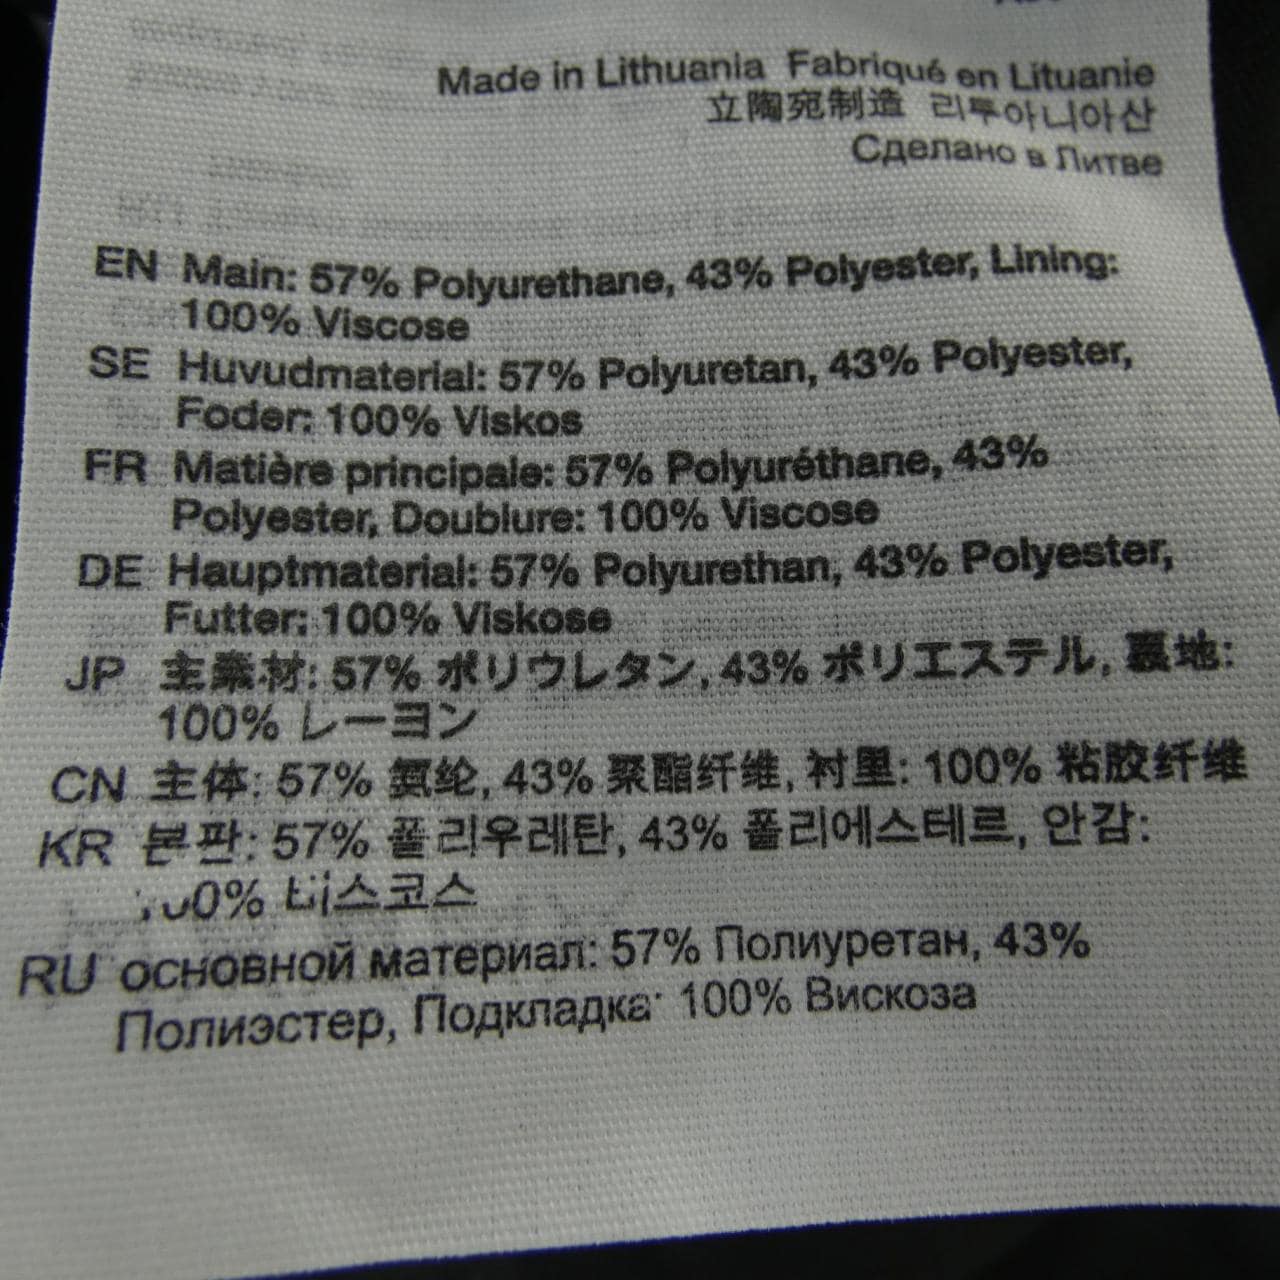 Made in Lithuania Fabriqué en Lituanie
立陶宛制造 리투아니아산
Сделано в Литве
EN Main: 57% Polyurethane, 43% Polyester, Lining:
100% Viscose
SE Huvudmaterial: 57% Polyuretan, 43% Polyester,
Foder: 100% Viskos
FR Matière principale: 57% Polyuréthane, 43%
Polyester, Doublure: 100% Viscose
DE Hauptmaterial: 57% Polyurethan, 43% Polyester,
Futter: 100% Viskose
JP 主素材: 57% ポリウレタン, 43% ポリエステル, 裏地:
100% レーヨン
CN 主体: 57% 氨纶, 43% 聚酯纤维, 衬里: 100% 粘胶纤维
KR 본판: 57% 폴리우레탄, 43% 폴리에스테르, 안감:
100% 비스코스
RU основной материал: 57% Полиуретан, 43%
Полиэстер, Подкладка: 100% Вискоза